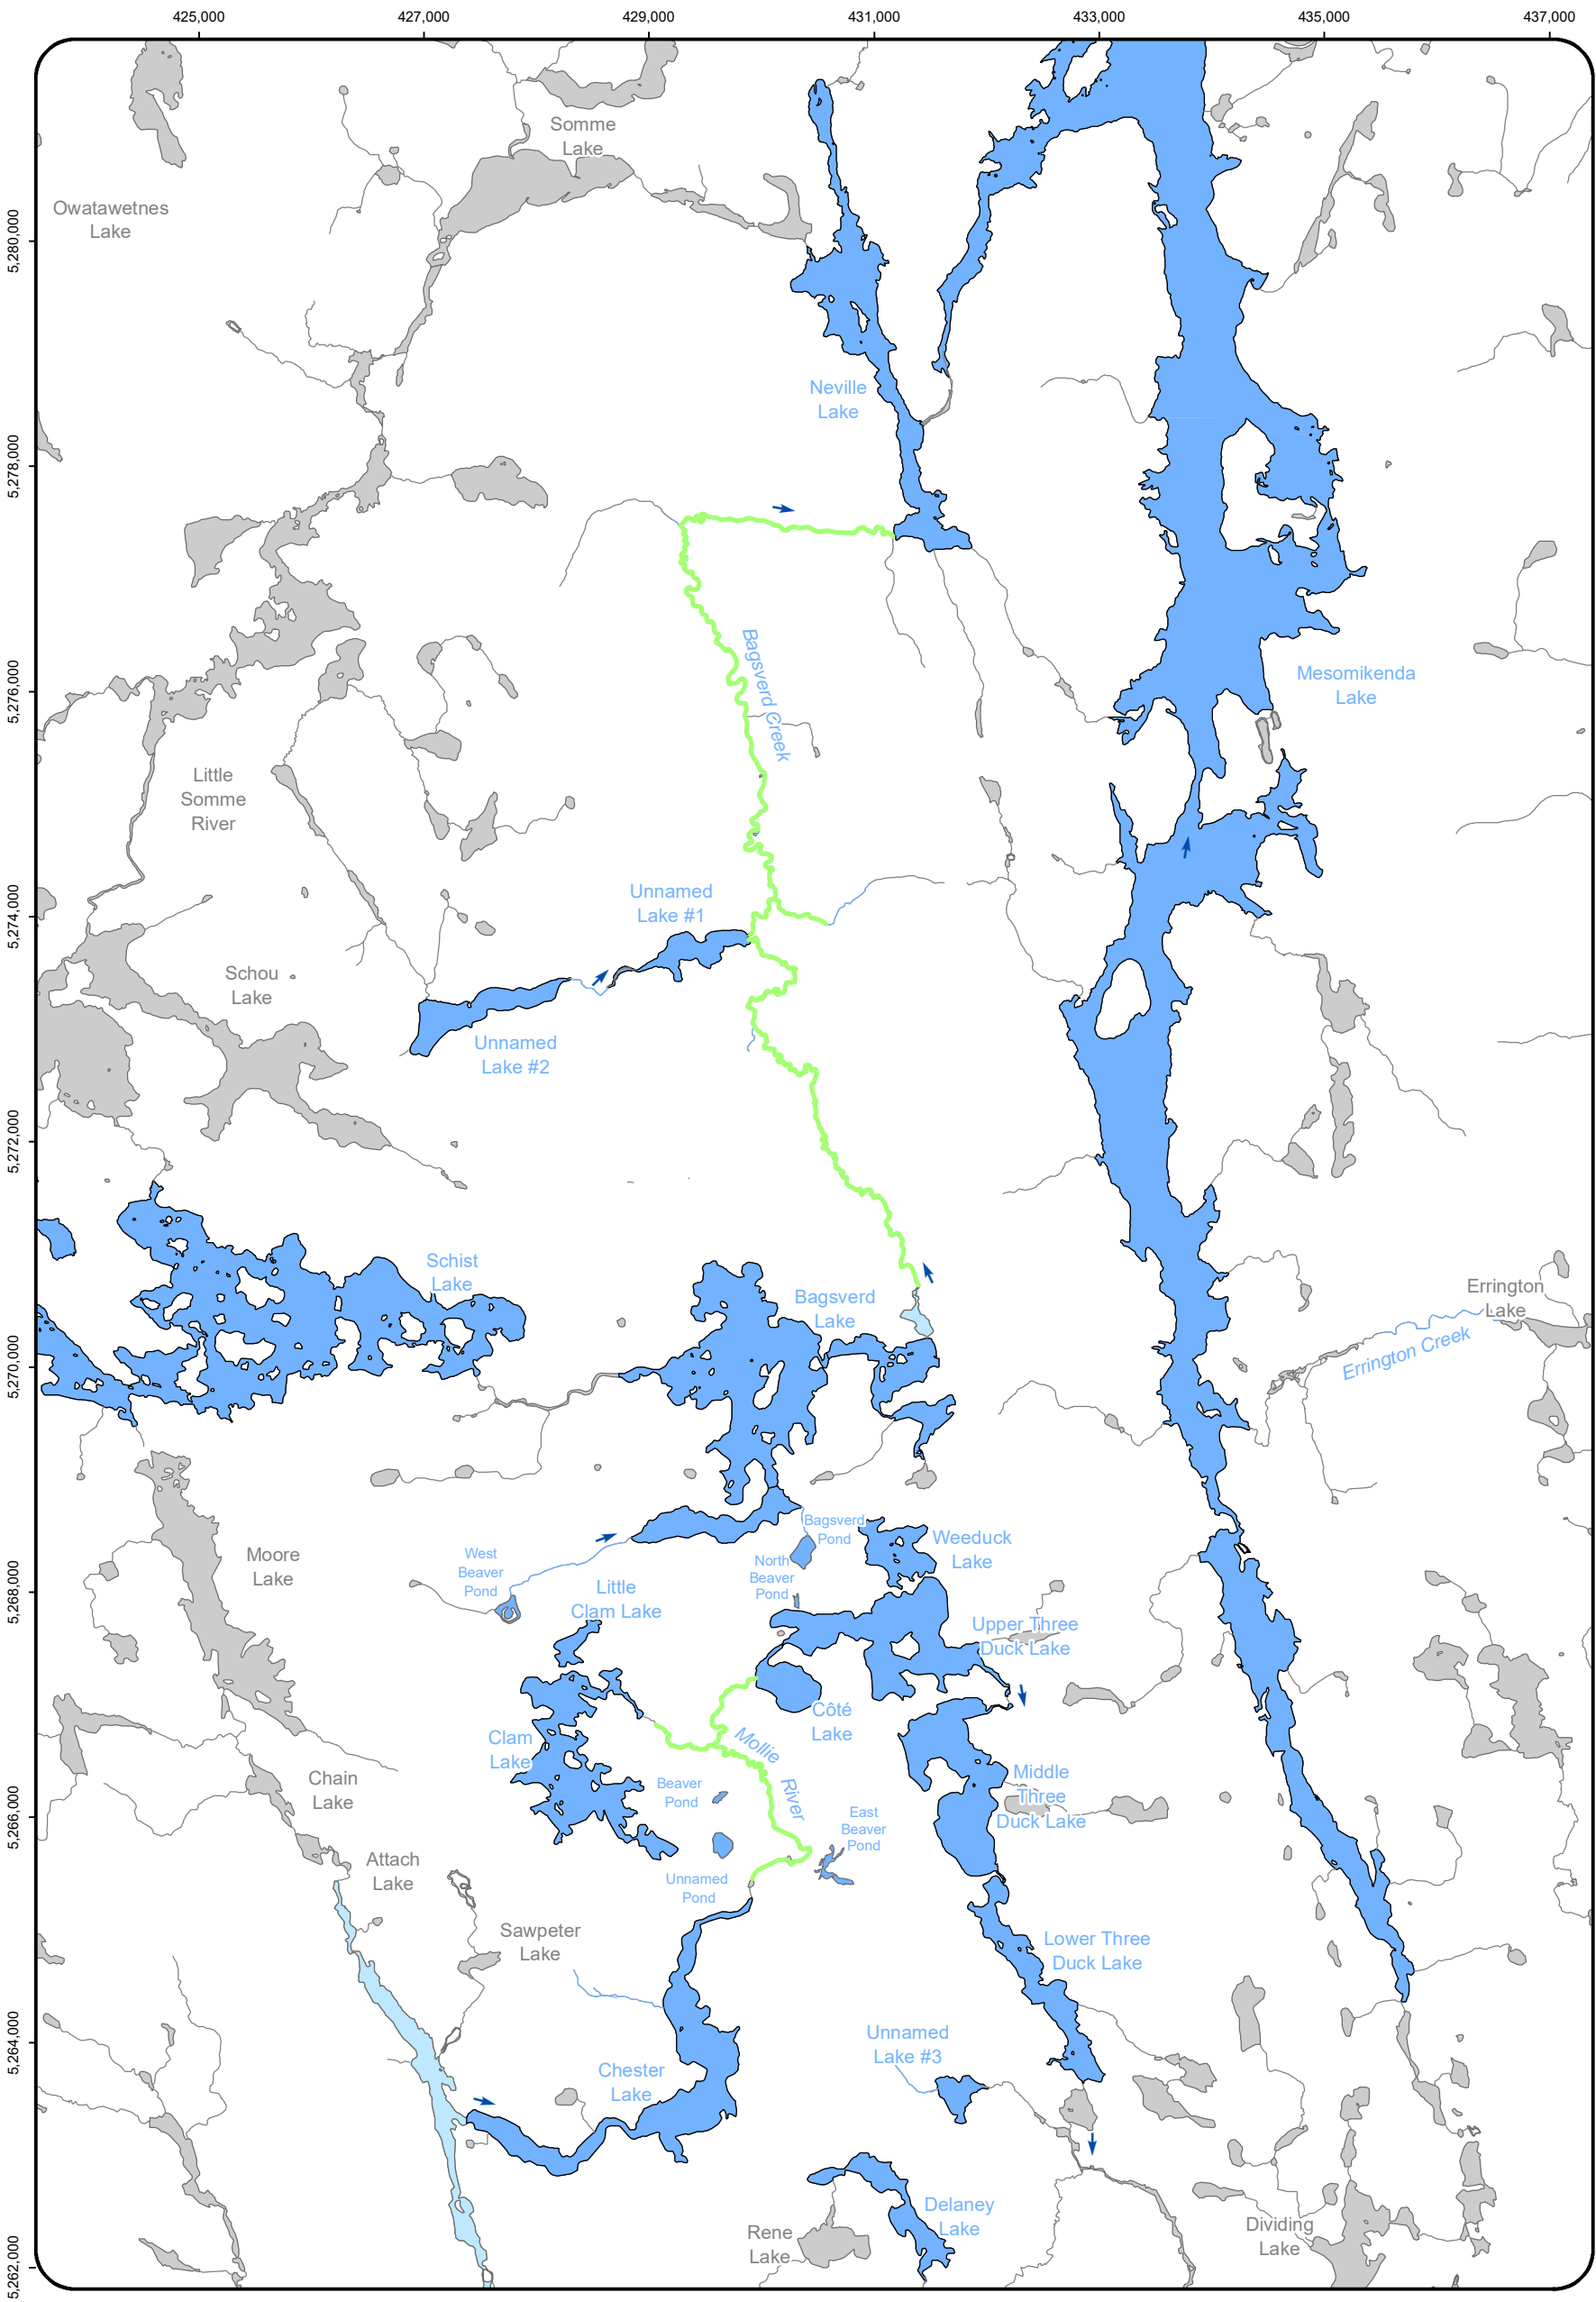 425,000
427,000
429,000
431,000
433,000
435,000
437,000
5,280,000
5,278,000
5,276,000
5,274,000
5,272,000
5,270,000
5,268,000
5,266,000
5,264,000
5,262,000
Somme
Lake
Owatawetnes
Lake
Neville
Lake
Bagsverd Creek
Mesomikenda
Lake
Little
Somme
River
Unnamed
Lake #1
Schou
Lake
Unnamed
Lake #2
Schist
Lake
Bagsverd
Lake
Errington
Lake
Errington Creek
Moore
Lake
West
Beaver
Pond
Bagsverd
Pond
North
Beaver
Pond
Weeduck
Lake
Little
Clam Lake
Upper Three
Duck Lake
Côté
Lake
Clam
Lake
Mollie
River
Chain
Lake
Beaver
Pond
East
Beaver
Pond
Middle
Three
Duck Lake
Attach
Lake
Unnamed
Pond
Sawpeter
Lake
Lower Three
Duck Lake
Unnamed
Lake #3
Chester
Lake
Delaney
Lake
Rene
Lake
Dividing
Lake